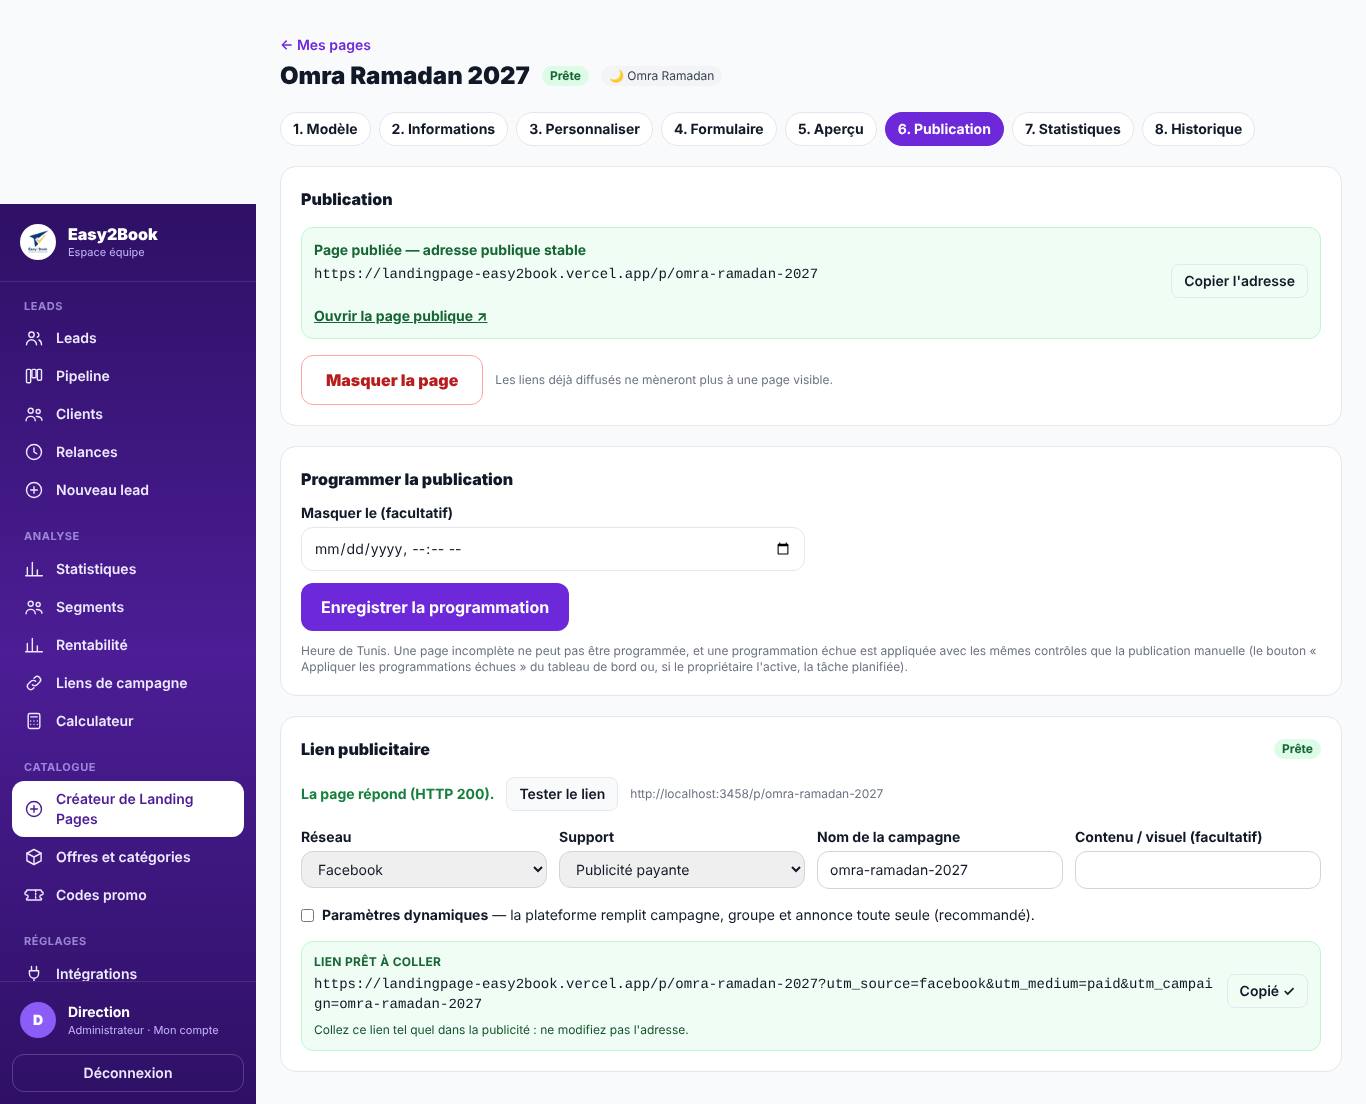 ← Mes pages
Omra Ramadan 2027 Prête 🌙 Omra Ramadan
1. Modèle 2. Informations 3. Personnaliser 4. Formulaire 5. Aperçu 6. Publication 7. Statistiques 8. Historique
Publication
Page publiée — adresse publique stable
https://landingpage-easy2book.vercel.app/p/omra-ramadan-2027
Copier l'adresse
Ouvrir la page publique ↗
Masquer la page Les liens déjà diffusés ne mèneront plus à une page visible.
Programmer la publication
Masquer le (facultatif)
mm/dd/yyyy, --:-- --
Enregistrer la programmation
Heure de Tunis. Une page incomplète ne peut pas être programmée, et une programmation échue est appliquée avec les mêmes contrôles que la publication manuelle (le bouton «
Appliquer les programmations échues » du tableau de bord ou, si le propriétaire l'active, la tâche planifiée).
Lien publicitaire Prête
La page répond (HTTP 200). Tester le lien http://localhost:3458/p/omra-ramadan-2027
Réseau Support Nom de la campagne Contenu / visuel (facultatif)
Facebook Publicité payante omra-ramadan-2027
Paramètres dynamiques — la plateforme remplit campagne, groupe et annonce toute seule (recommandé).
LIEN PRÊT À COLLER
https://landingpage-easy2book.vercel.app/p/omra-ramadan-2027?utm_source=facebook&utm_medium=paid&utm_campai
gn=omra-ramadan-2027
Copié ✓
Collez ce lien tel quel dans la publicité : ne modifiez pas l'adresse.
Easy2Book
Espace équipe
LEADS
Leads
Pipeline
Clients
Relances
Nouveau lead
ANALYSE
Statistiques
Segments
Rentabilité
Liens de campagne
Calculateur
CATALOGUE
Créateur de Landing
Pages
Offres et catégories
Codes promo
RÉGLAGES
Intégrations
D
Direction
Administrateur · Mon compte
Déconnexion